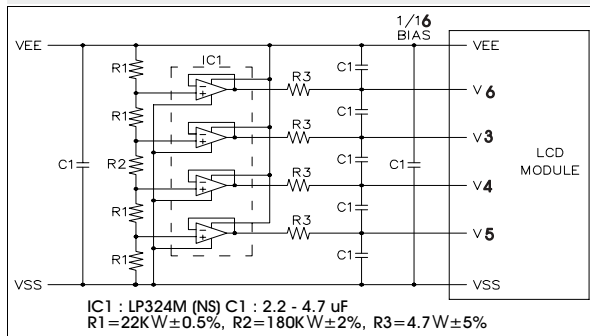 1/16
BIAS
VEE
VEE
IC1
R1
C1
R3
V6
R1
C1
R3
V3
C1
R2
C1
C1
LCD
MODULE
R3
V4
R1
C1
R3
V5
R1
C1
VSS
VSS
IC1 : LP324M (NS) C1 : 2.2 - 4.7 uF
R1=22KW±0.5%, R2=180KW±2%, R3=4.7W±5%